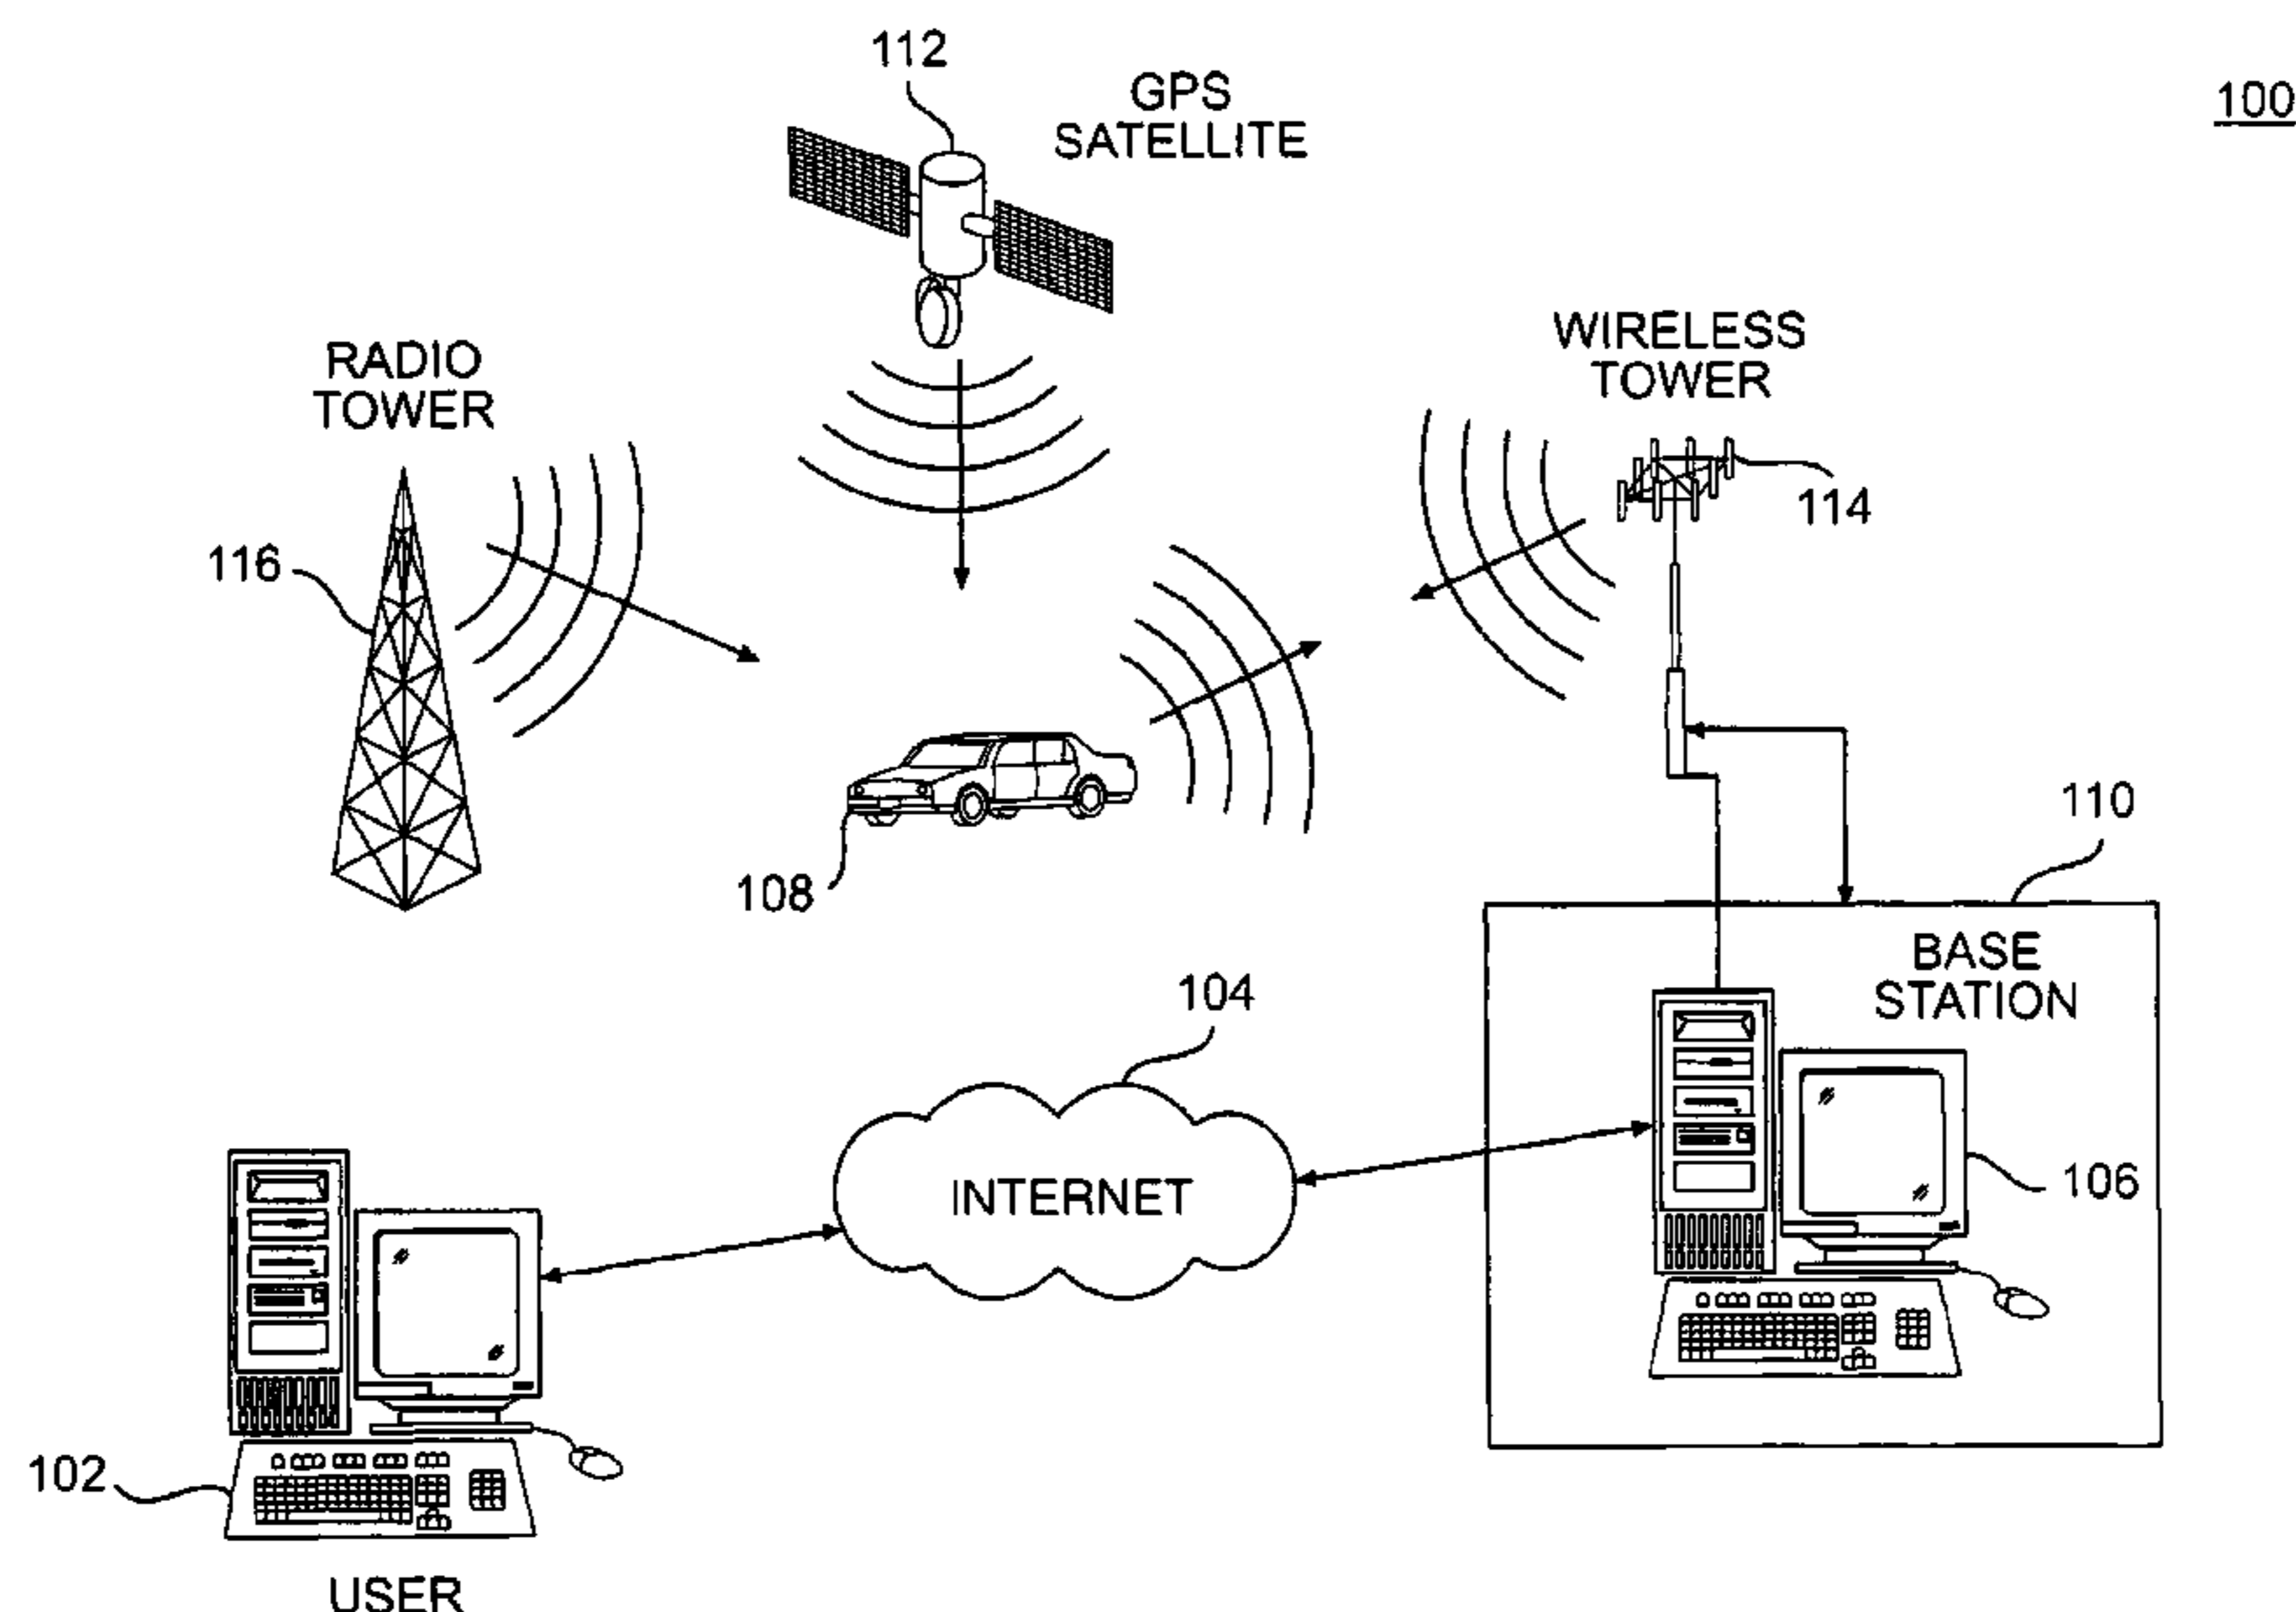 112
GPS
SATELLITE
100
RADIO
TOWER
WIRELESS
TOWER
116
114
108
110
BASE
STATION
104
INTERNET
106
102
USER